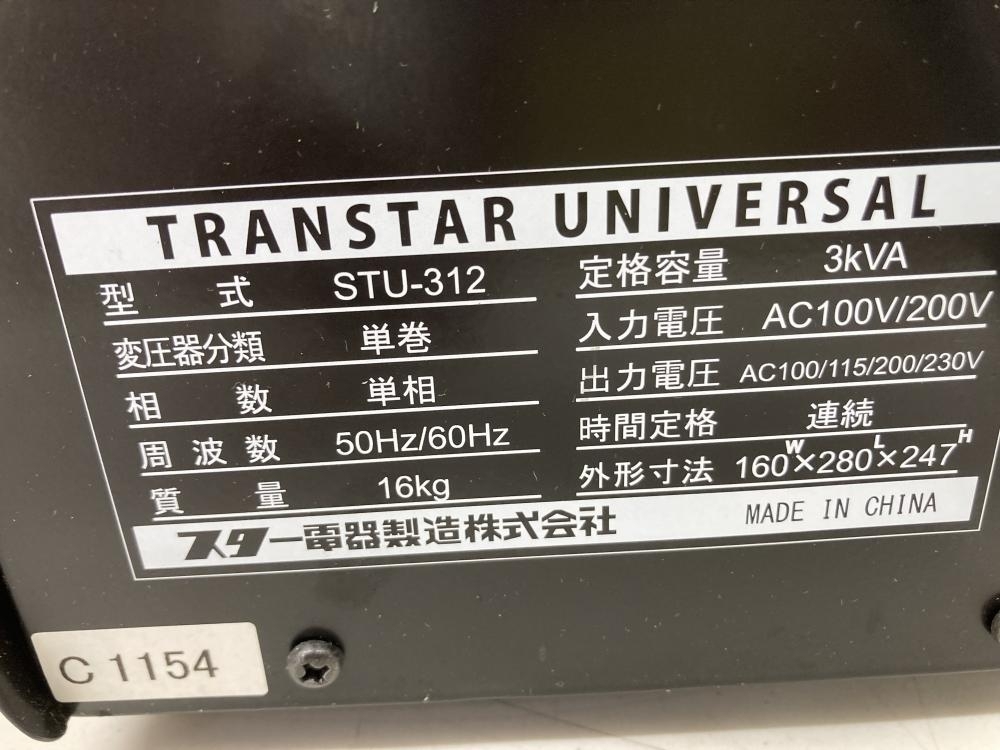 TRANSTAR UNIVERSAL
型 式 STU-312
変圧器分類 単巻
相 数 単相
周 波 数 50Hz/60Hz
質 量 16kg
定格容量 3kVA
入力電圧 AC100V/200V
出力電圧 AC100/115/200/230V
時間定格 連続
外形寸法 160W×280L×247H
スター電器製造株式会社
MADE IN CHINA
C 1154